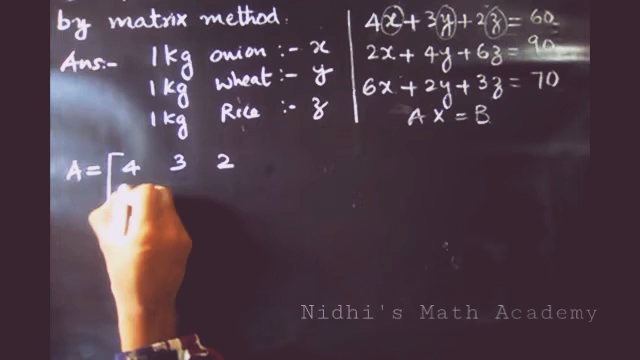 by matrix method.
Ans:- 1 kg onion :- x
1 kg wheat :- y
1 kg Rice :- z
4x + 3y + 2z = 60
2x + 4y + 6z = 90
6x + 2y + 3z = 70
A X = B
A = [ 4 3 2
Nidhi's Math Academy